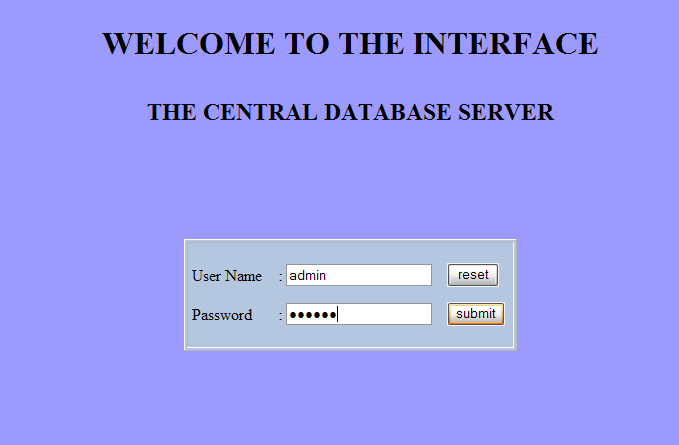 WELCOME TO THE INTERFACE
THE CENTRAL DATABASE SERVER
User Name : admin reset
Password : ●●●●●● submit